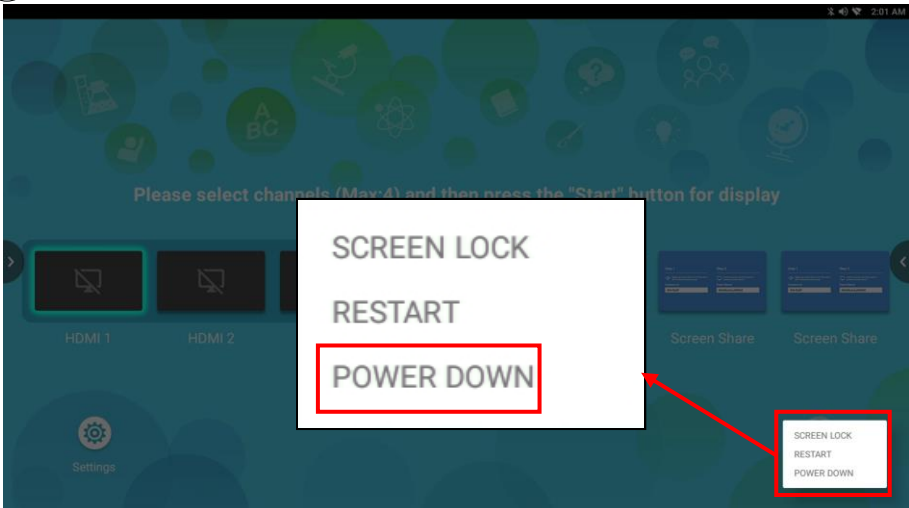 2:01 AM
ABC
Please select channels (Max:4) and then press the "Start" button for display
SCREEN LOCK
RESTART
POWER DOWN
HDMI 1
HDMI 2
Screen Share
Screen Share
Settings
SCREEN LOCK
RESTART
POWER DOWN